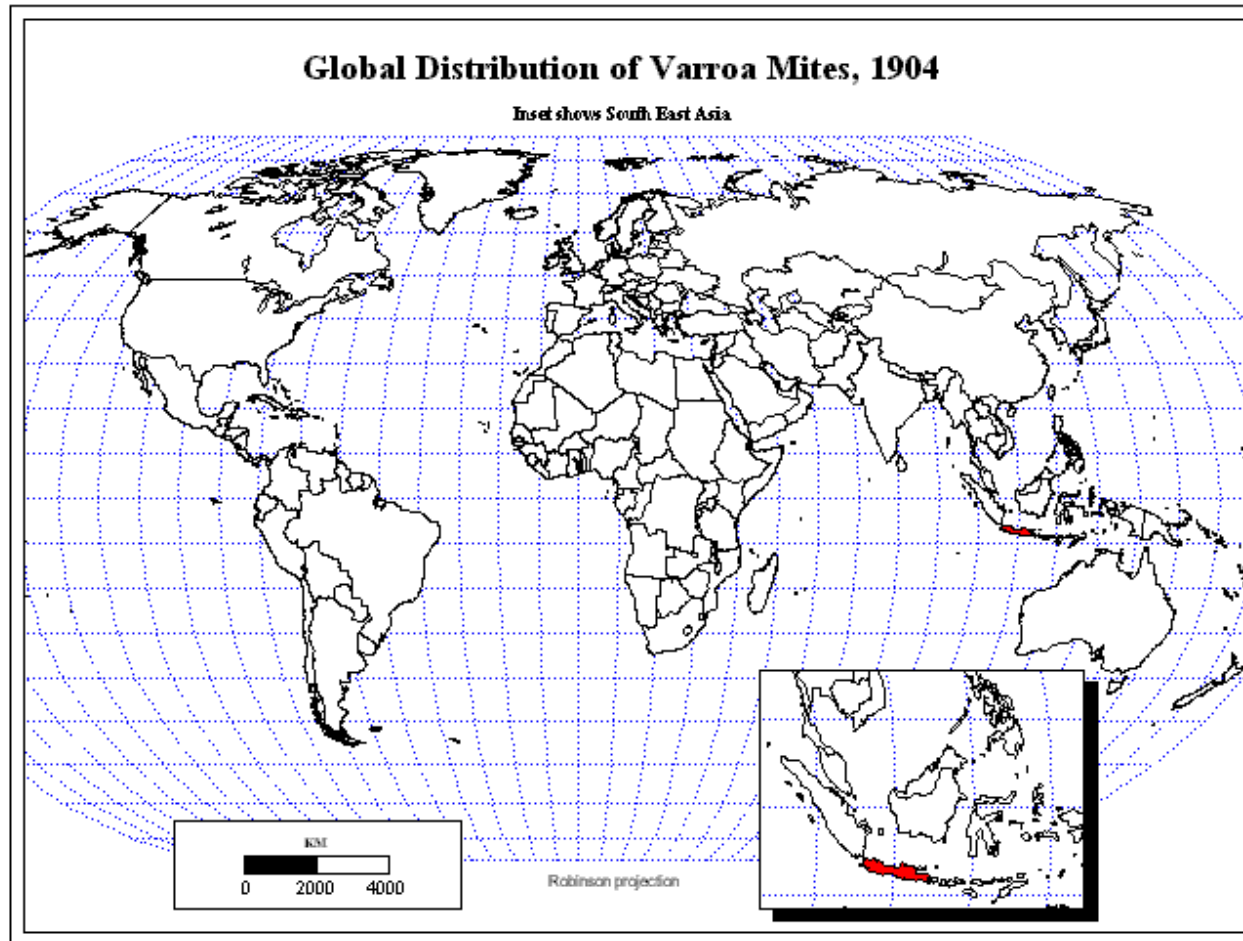 Global Distribution of Varroa Mites, 1904
Inset shows South East Asia
KM
0 2000 4000
Robinson projection